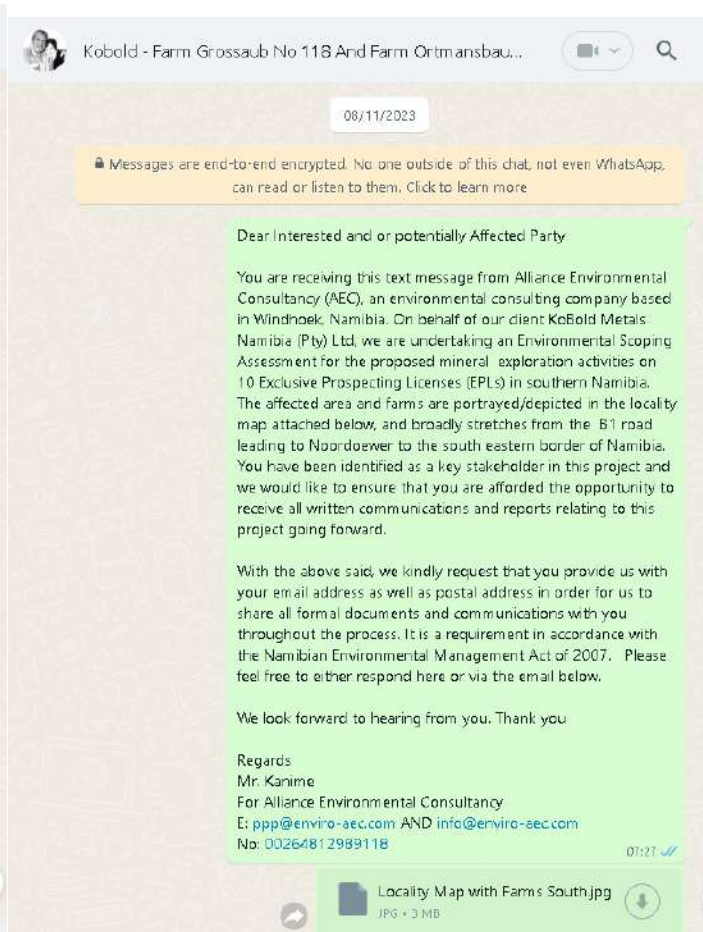 Kobold - Farm Grossaub No 118 And Farm Ortmansbau...
08/11/2023
Messages are end-to-end encrypted. No one outside of this chat, not even WhatsApp,
can read or listen to them. Click to learn more
Dear Interested and or potentially Affected Party
You are receiving this text message from Alliance Environmental
Consultancy (AEC), an environmental consulting company based
in Windhoek, Namibia. On behalf of our client KoBold Metals
Namibia (Pty) Ltd, we are undertaking an Environmental Scoping
Assessment for the proposed mineral exploration activities on
10 Exclusive Prospecting Licenses (EPLs) in southern Namibia.
The affected area and farms are portrayed/depicted in the locality
map attached below, and broadly stretches from the B1 road
leading to Noordoewer to the south eastern border of Namibia.
You have been identified as a key stakeholder in this project and
we would like to ensure that you are afforded the opportunity to
receive all written communications and reports relating to this
project going forward.
With the above said, we kindly request that you provide us with
your email address as well as postal address in order for us to
share all formal documents and communications with you
throughout the process. It is a requirement in accordance with
the Namibian Environmental Management Act of 2007. Please
feel free to either respond here or via the email below.
We look forward to hearing from you. Thank you
Regards
Mr. Kanime
For Alliance Environmental Consultancy
E: ppp@enviro-aec.com AND info@enviro-aec.com
No: 00264812989118
07:27
Locality Map with Farms South.jpg
JPG • 3 MB